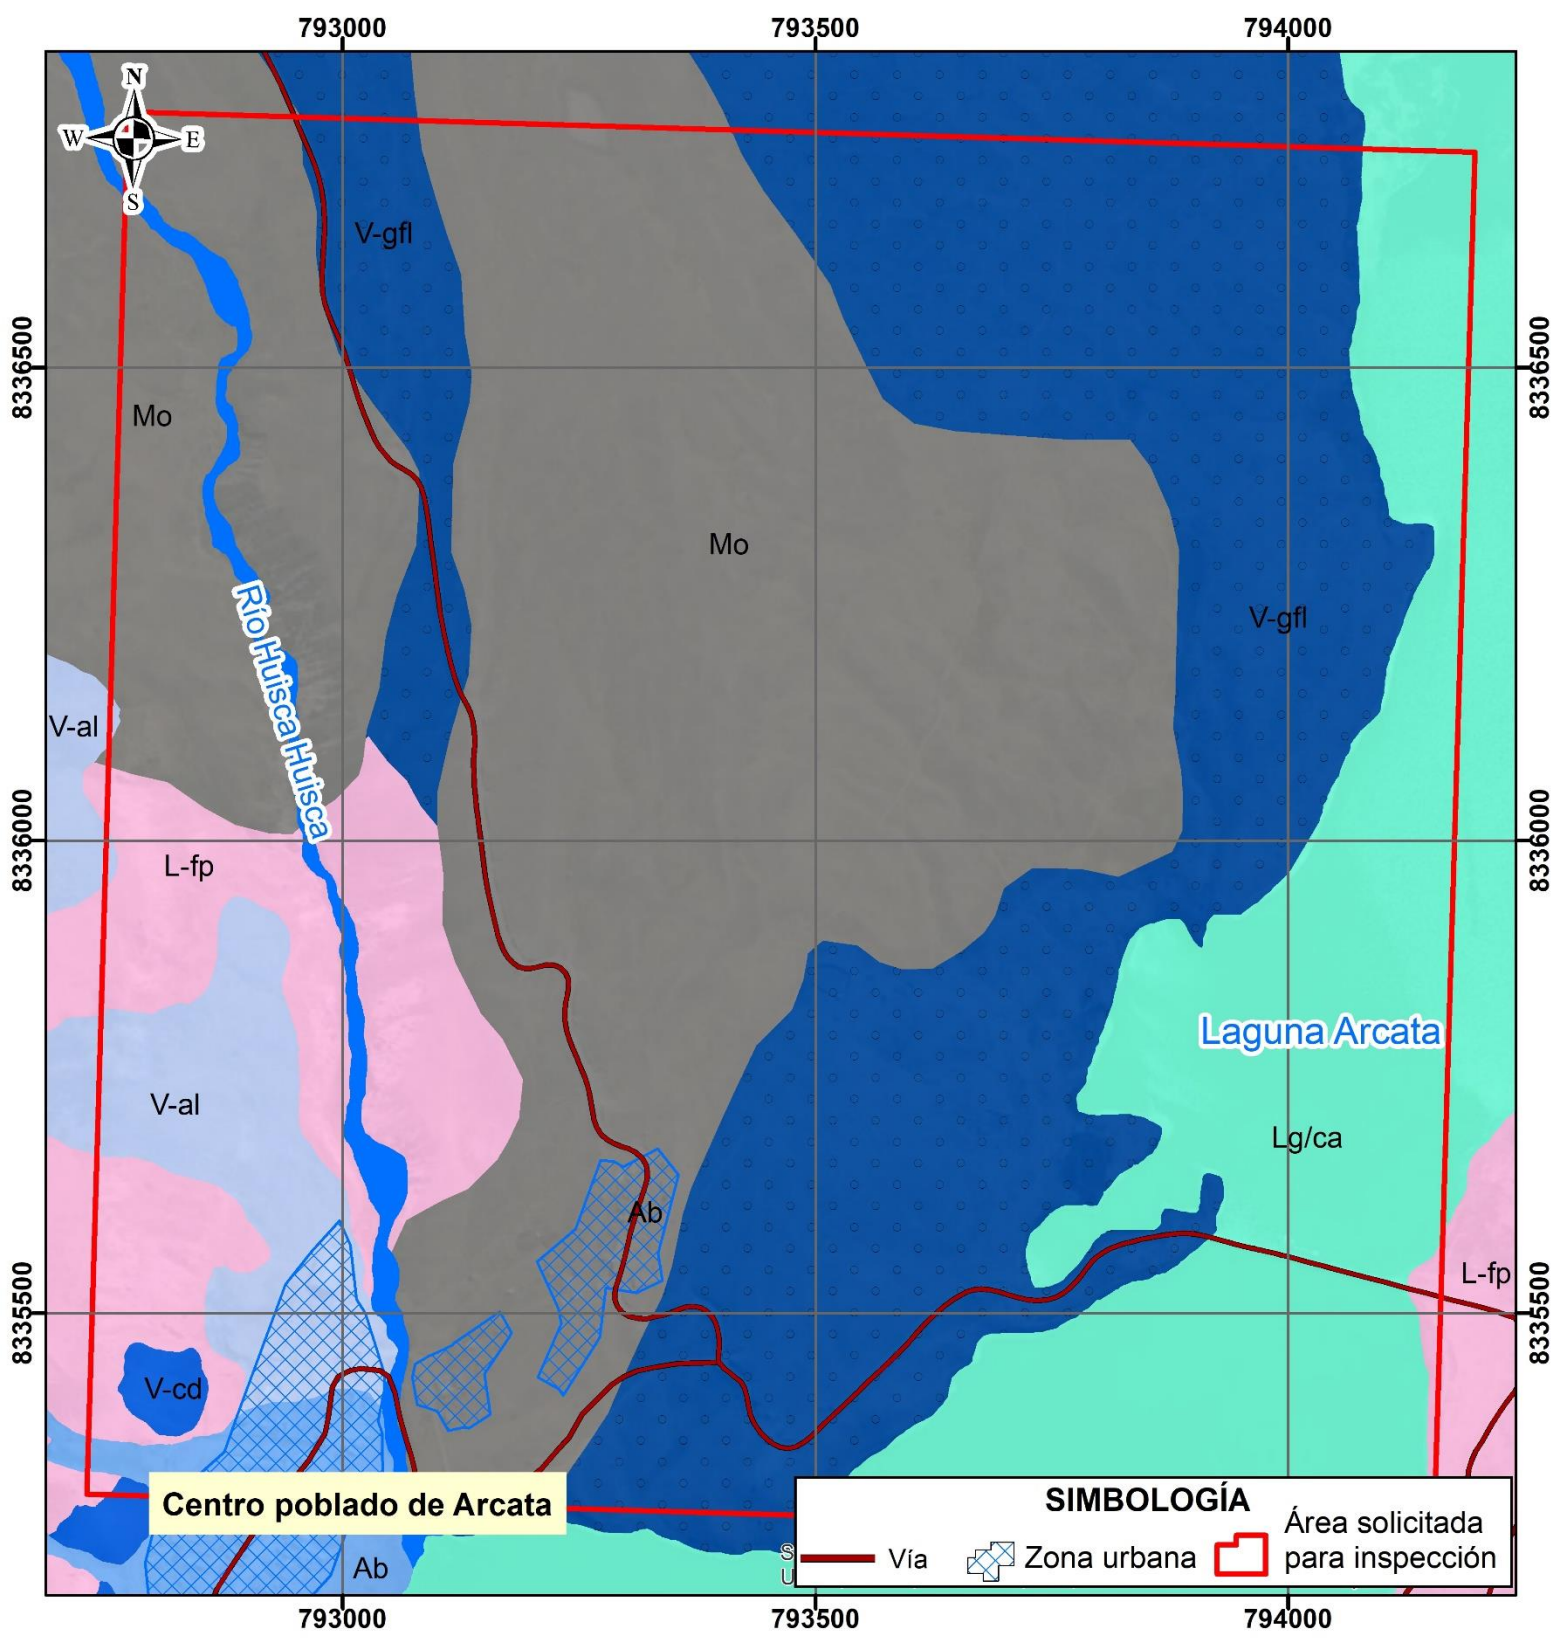 793000
793500
794000
N
W
E
S
V-gfl
8336500
8336500
Mo
Mo
Río Huisca Huisca
V-gfl
V-al
8336000
8336000
L-fp
Laguna Arcata
V-al
Lg/ca
Ab
L-fp
8335500
8335500
V-cd
Centro poblado de Arcata
SIMBOLOGÍA
Vía
Zona urbana
Área solicitada
para inspección
S
U
Ab
793000
793500
794000